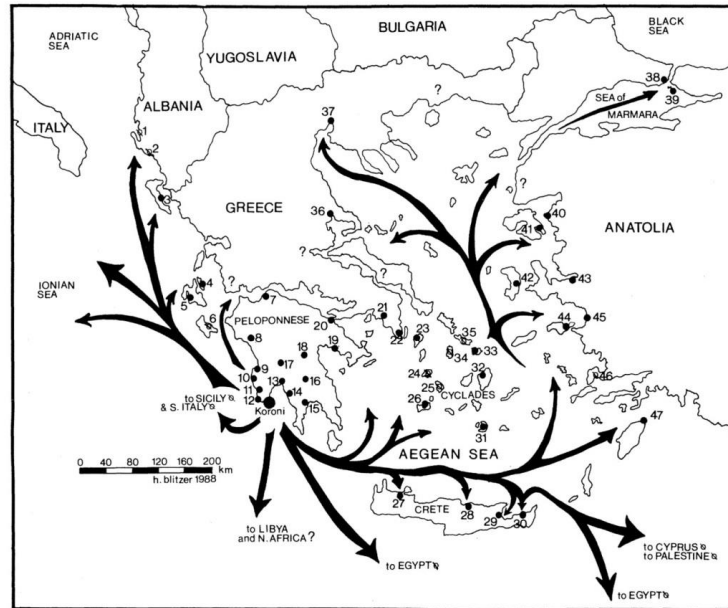 BULGARIA
BLACK
SEA
ADRIATIC
SEA
YUGOSLAVIA
38
SEA of
39
MARMARA
?
ALBANIA
37
ITALY
1
2
3
?
36
40
GREECE
41
ANATOLIA
IONIAN
SEA
4
5
?
7
?
42
43
6
PELOPONNESE
20
21
22
23
35
44
45
8
19
34
33
18
9
17
10
13
16
24
32
46
11
14
25
CYCLADES
12
Koroni
15
26
47
to SICILY
& S. ITALY
31
0 40 80 120 160 200
km
h. blitzer 1988
AEGEAN SEA
27
CRETE
28
29
30
to LIBYA
and N. AFRICA ?
to EGYPT
to CYPRUS
to PALESTINE
to EGYPT